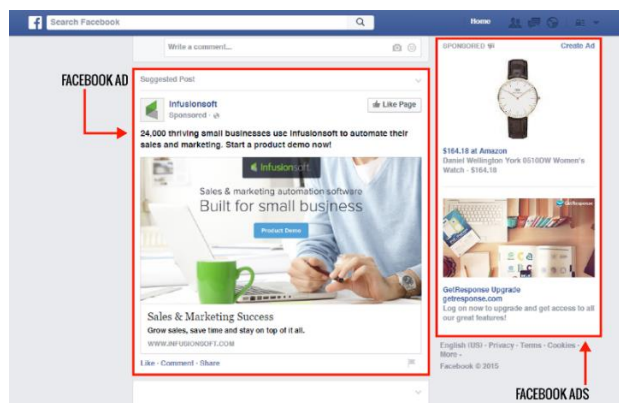 Search Facebook
Home
Write a comment...
SPONSORED
Create Ad
FACEBOOK AD
Suggested Post
Infusionsoft
Sponsored ·
Like Page
24,000 thriving small businesses use Infusionsoft to automate their
sales and marketing. Start a product demo now!
Infusionsoft
Sales & marketing automation software
Built for small business
Product Demo
Sales & Marketing Success
Grow sales, save time and stay on top of it all.
WWW.INFUSIONSOFT.COM
Like · Comment · Share
$164.18 at Amazon
Daniel Wellington York 0510DW Women's
Watch - $164.18
GetResponse
GetResponse Upgrade
getresponse.com
Log on now to upgrade and get access to all
our great features!
English (US) · Privacy · Terms · Cookies ·
More ·
Facebook © 2015
FACEBOOK ADS